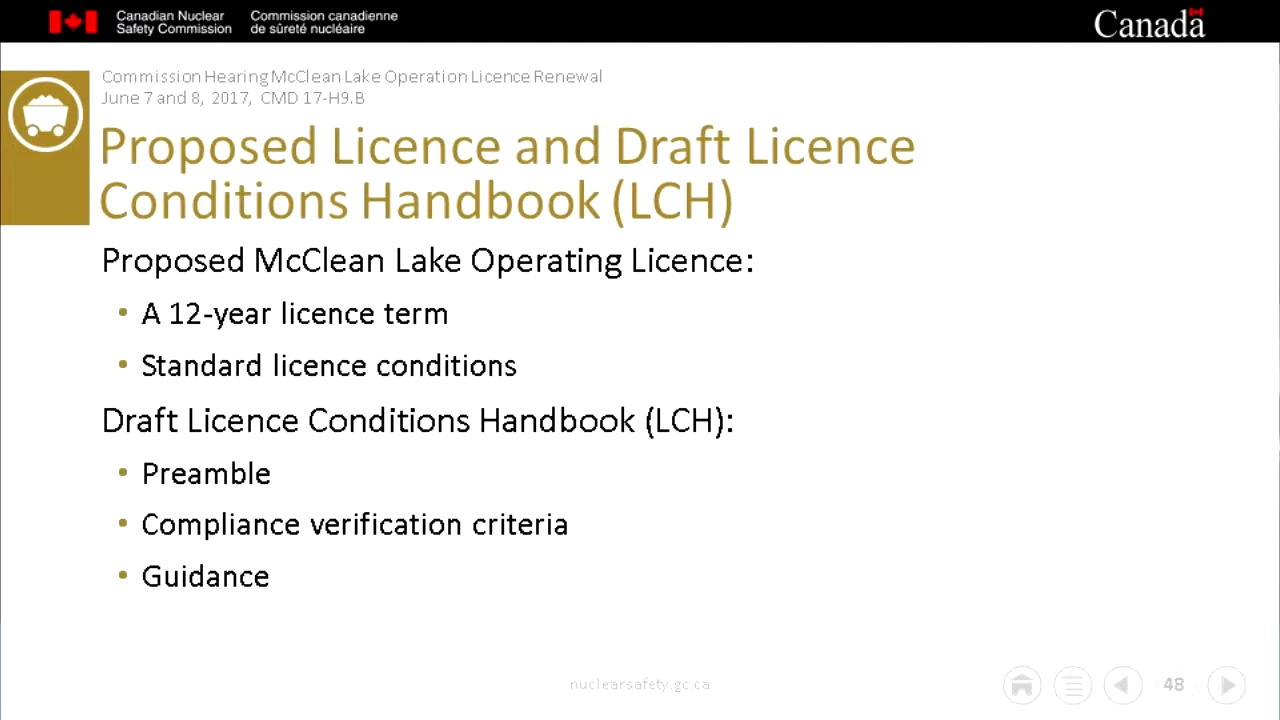 Canadian Nuclear Safety Commission
Commission canadienne de sûreté nucléaire
Canada
Commission Hearing McClean Lake Operation Licence Renewal
June 7 and 8, 2017, CMD 17-H9.B
Proposed Licence and Draft Licence
Conditions Handbook (LCH)
Proposed McClean Lake Operating Licence:
• A 12-year licence term
• Standard licence conditions
Draft Licence Conditions Handbook (LCH):
• Preamble
• Compliance verification criteria
• Guidance
nuclearsafety.gc.ca
48